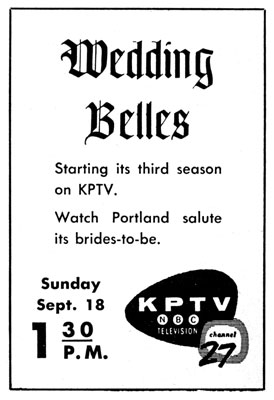 Wedding
Belles
Starting its third season
on KPTV.
Watch Portland salute
its brides-to-be.
Sunday
Sept. 18
1 30
P.M.
KPTV
NBC
TELEVISION
channel
27